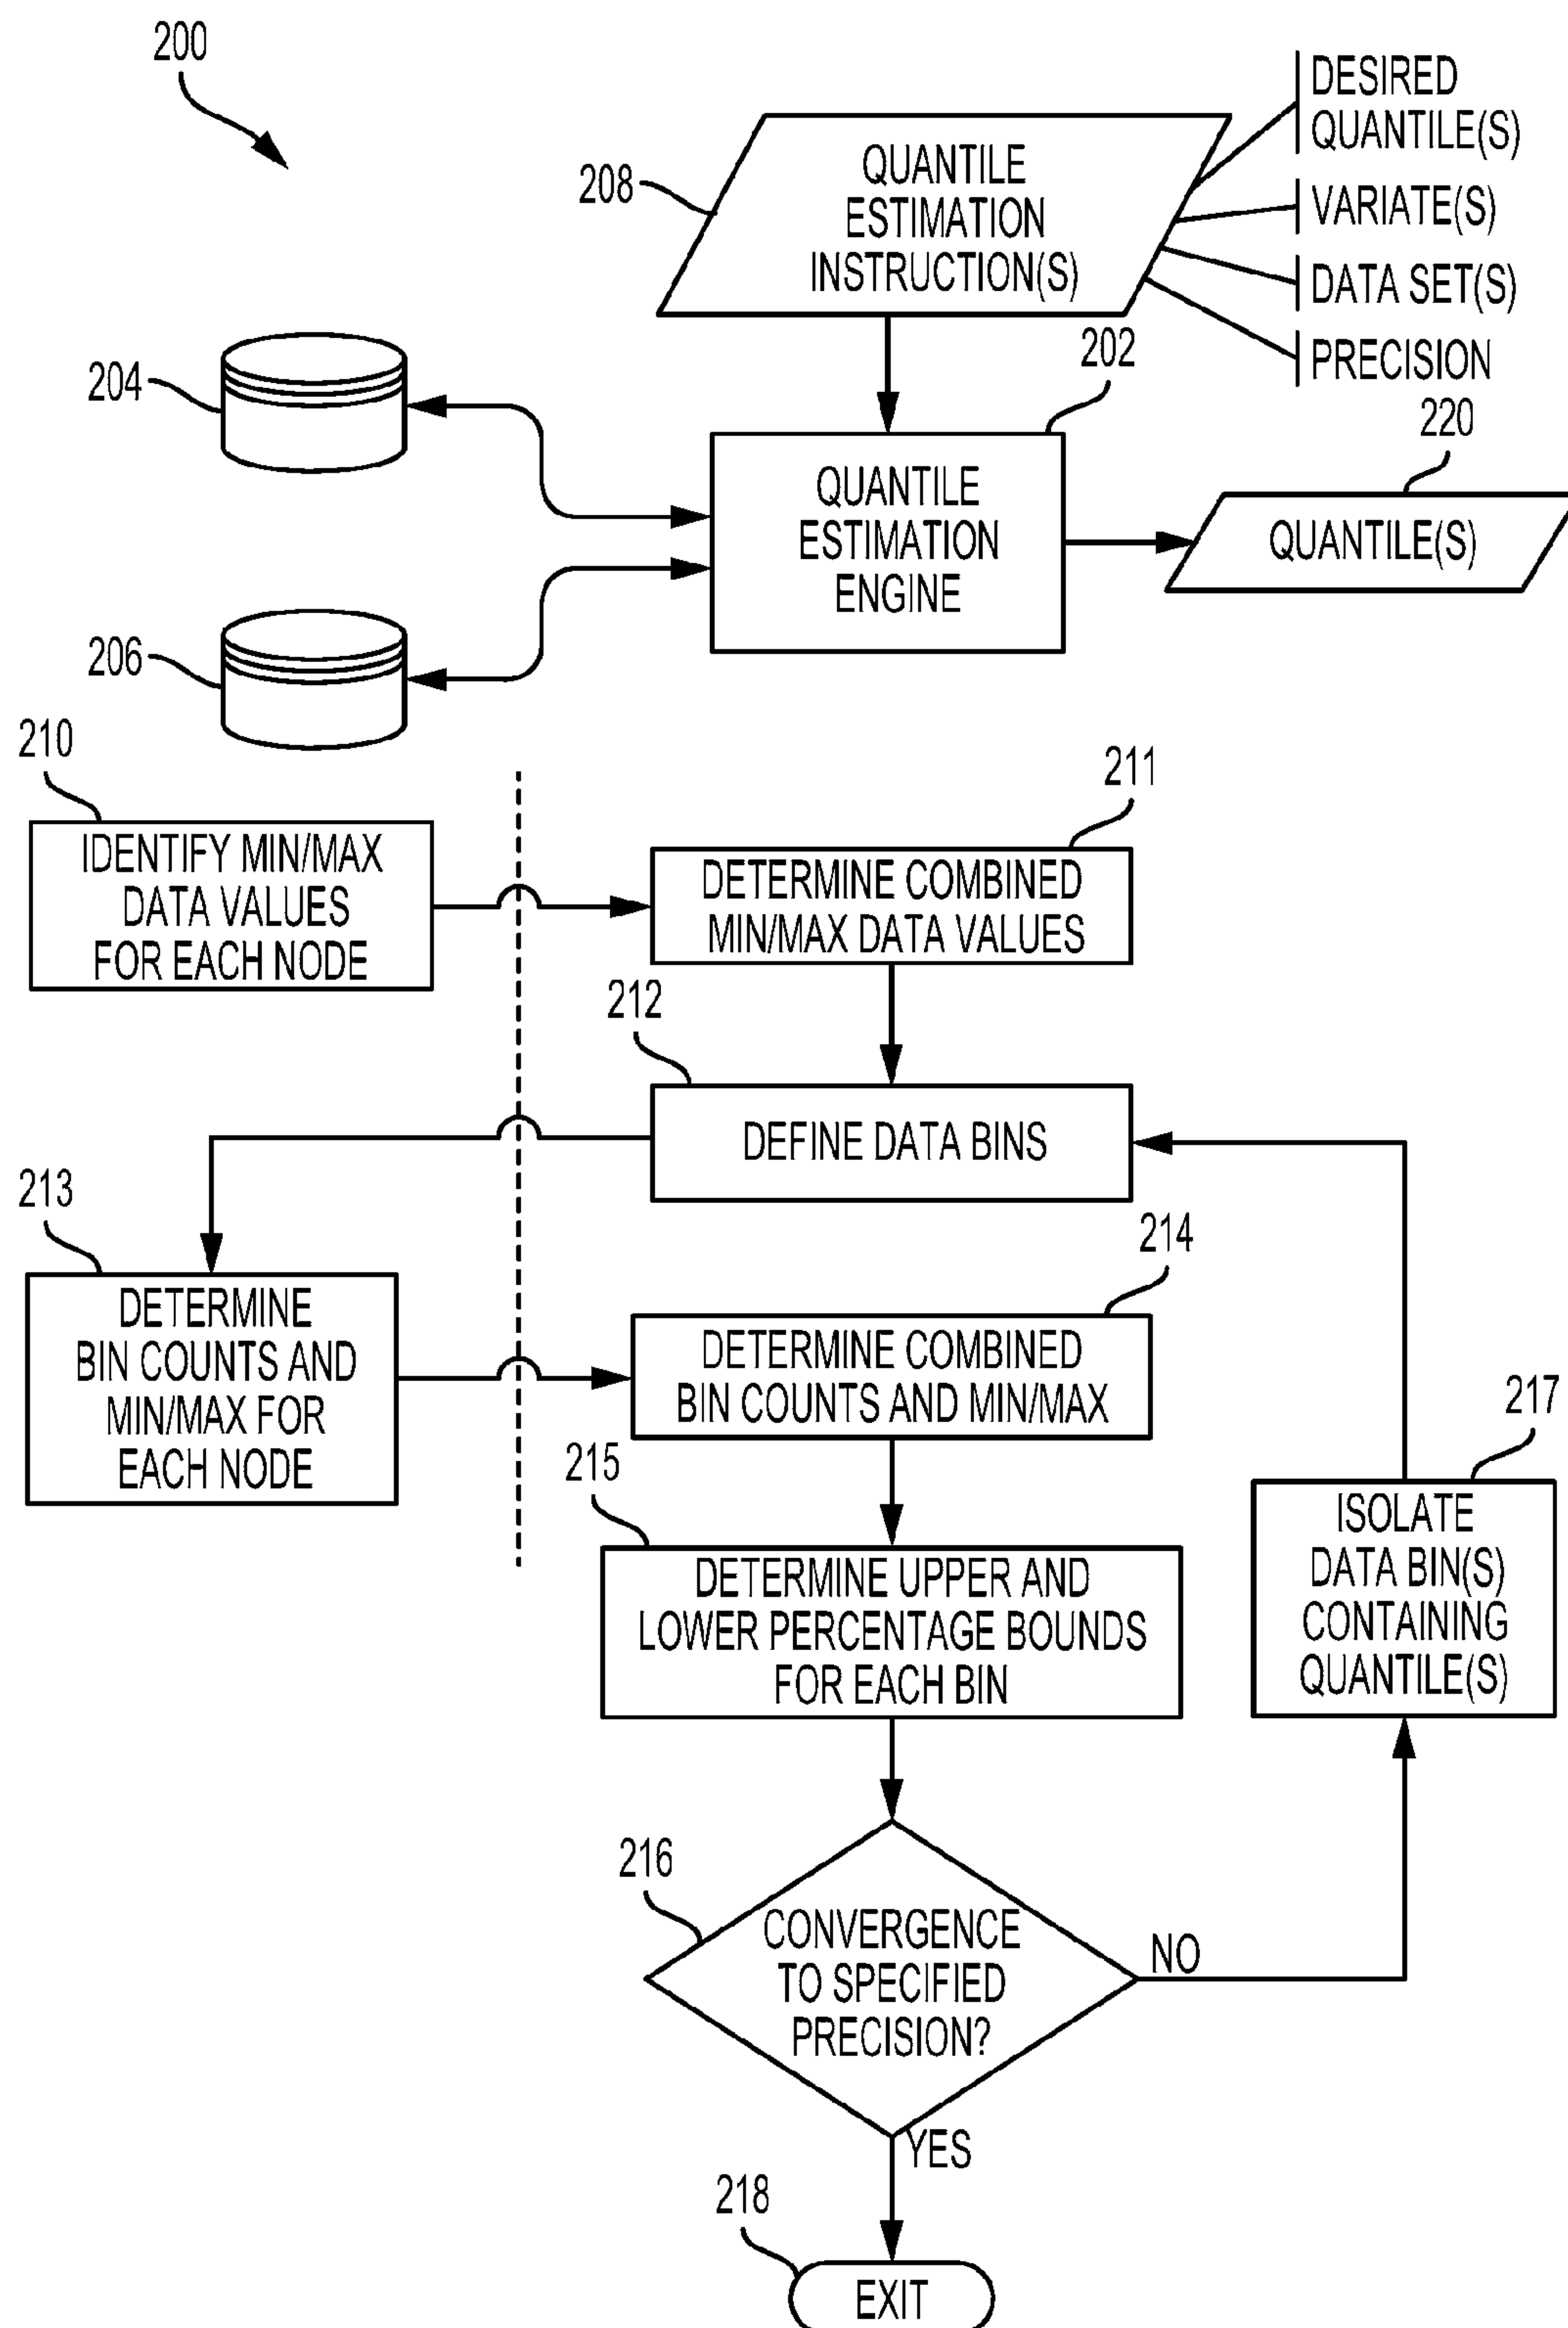 200
208
QUANTILE
ESTIMATION
INSTRUCTION(S)
DESIRED
QUANTILE(S)
VARIATE(S)
DATA SET(S)
PRECISION
204
202
QUANTILE
ESTIMATION
ENGINE
220
QUANTILE(S)
206
210
IDENTIFY MIN/MAX
DATA VALUES
FOR EACH NODE
211
DETERMINE COMBINED
MIN/MAX DATA VALUES
212
DEFINE DATA BINS
213
DETERMINE
BIN COUNTS AND
MIN/MAX FOR
EACH NODE
214
DETERMINE COMBINED
BIN COUNTS AND MIN/MAX
215
DETERMINE UPPER AND
LOWER PERCENTAGE BOUNDS
FOR EACH BIN
217
ISOLATE
DATA BIN(S)
CONTAINING
QUANTILE(S)
216
CONVERGENCE
TO SPECIFIED
PRECISION?
NO
YES
218
EXIT